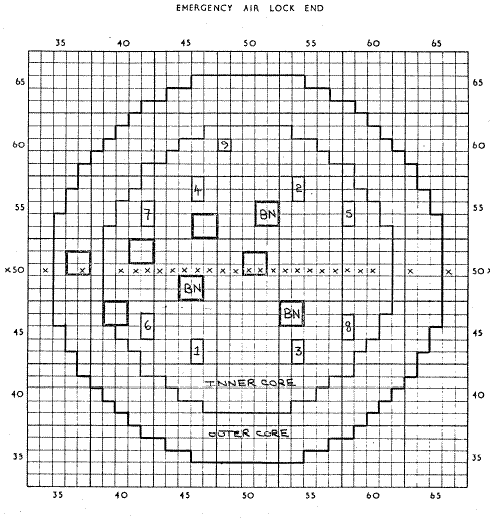 EMERGENCY AIR LOCK END
35 40 45 50 55 60 65
65 65
60 9 60
4 2
55 7 BN 5 55
×50 × × × × × × × × × × × × × × × × × × × × × × × × × 50×
BN
BN
45 6 8 45
1 3
INNER CORE
40 40
OUTER CORE
35 35
35 40 45 50 55 60 65